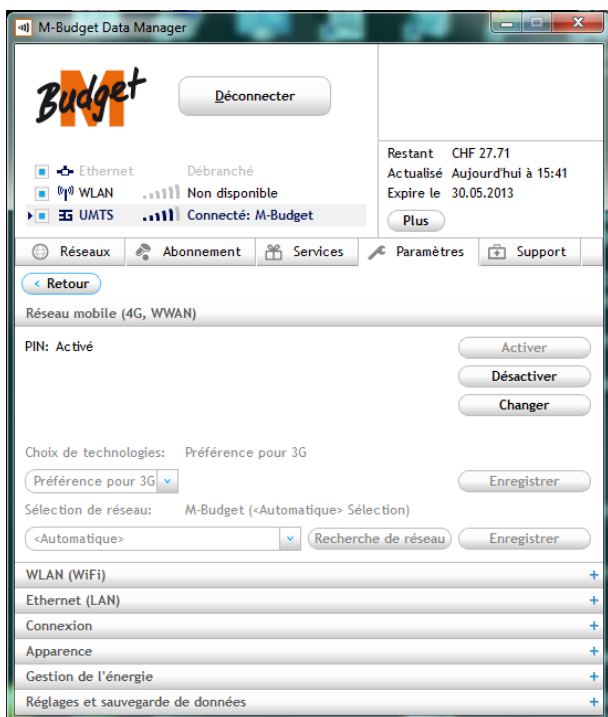 M-Budget Data Manager
M
Budget
Déconnecter
Ethernet Débranché
WLAN Non disponible
3G UMTS Connecté: M-Budget
Restant CHF 27.71
Actualisé Aujourd'hui à 15:41
Expire le 30.05.2013
Plus
Réseaux Abonnement Services Paramètres Support
< Retour
Réseau mobile (4G, WWAN)
PIN: Activé
Activer
Désactiver
Changer
Choix de technologies: Préférence pour 3G
Préférence pour 3G Enregistrer
Sélection de réseau: M-Budget (<Automatique> Sélection)
<Automatique> Recherche de réseau Enregistrer
WLAN (WiFi) +
Ethernet (LAN) +
Connexion +
Apparence +
Gestion de l'énergie +
Réglages et sauvegarde de données +